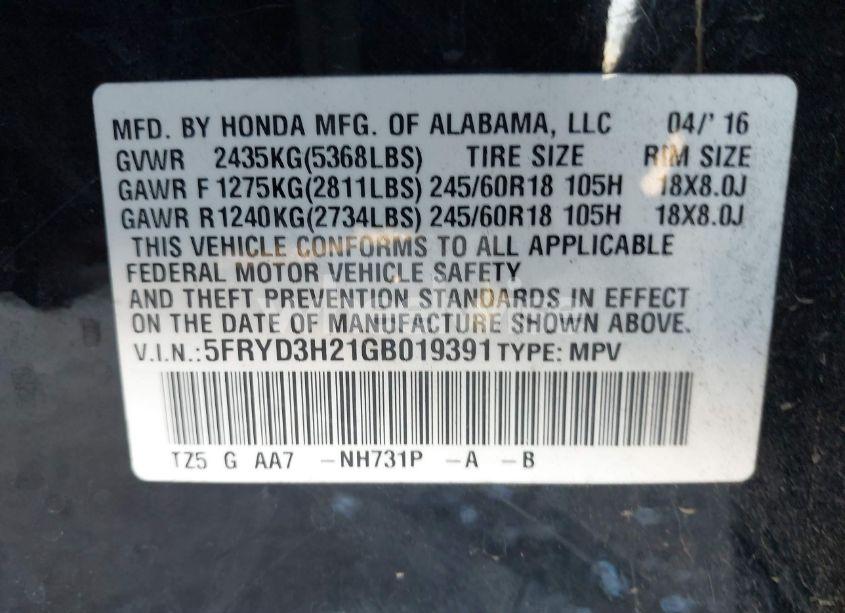 MFD. BY HONDA MFG. OF ALABAMA, LLC 04/' 16
GVWR 2435KG(5368LBS) TIRE SIZE RIM SIZE
GAWR F 1275KG(2811LBS) 245/60R18 105H 18X8.0J
GAWR R 1240KG(2734LBS) 245/60R18 105H 18X8.0J
THIS VEHICLE CONFORMS TO ALL APPLICABLE
FEDERAL MOTOR VEHICLE SAFETY
AND THEFT PREVENTION STANDARDS IN EFFECT
ON THE DATE OF MANUFACTURE SHOWN ABOVE.
V.I.N.: 5FRYD3H21GB019391 TYPE: MPV
TZ5 G AA7 -NH731P -A -B